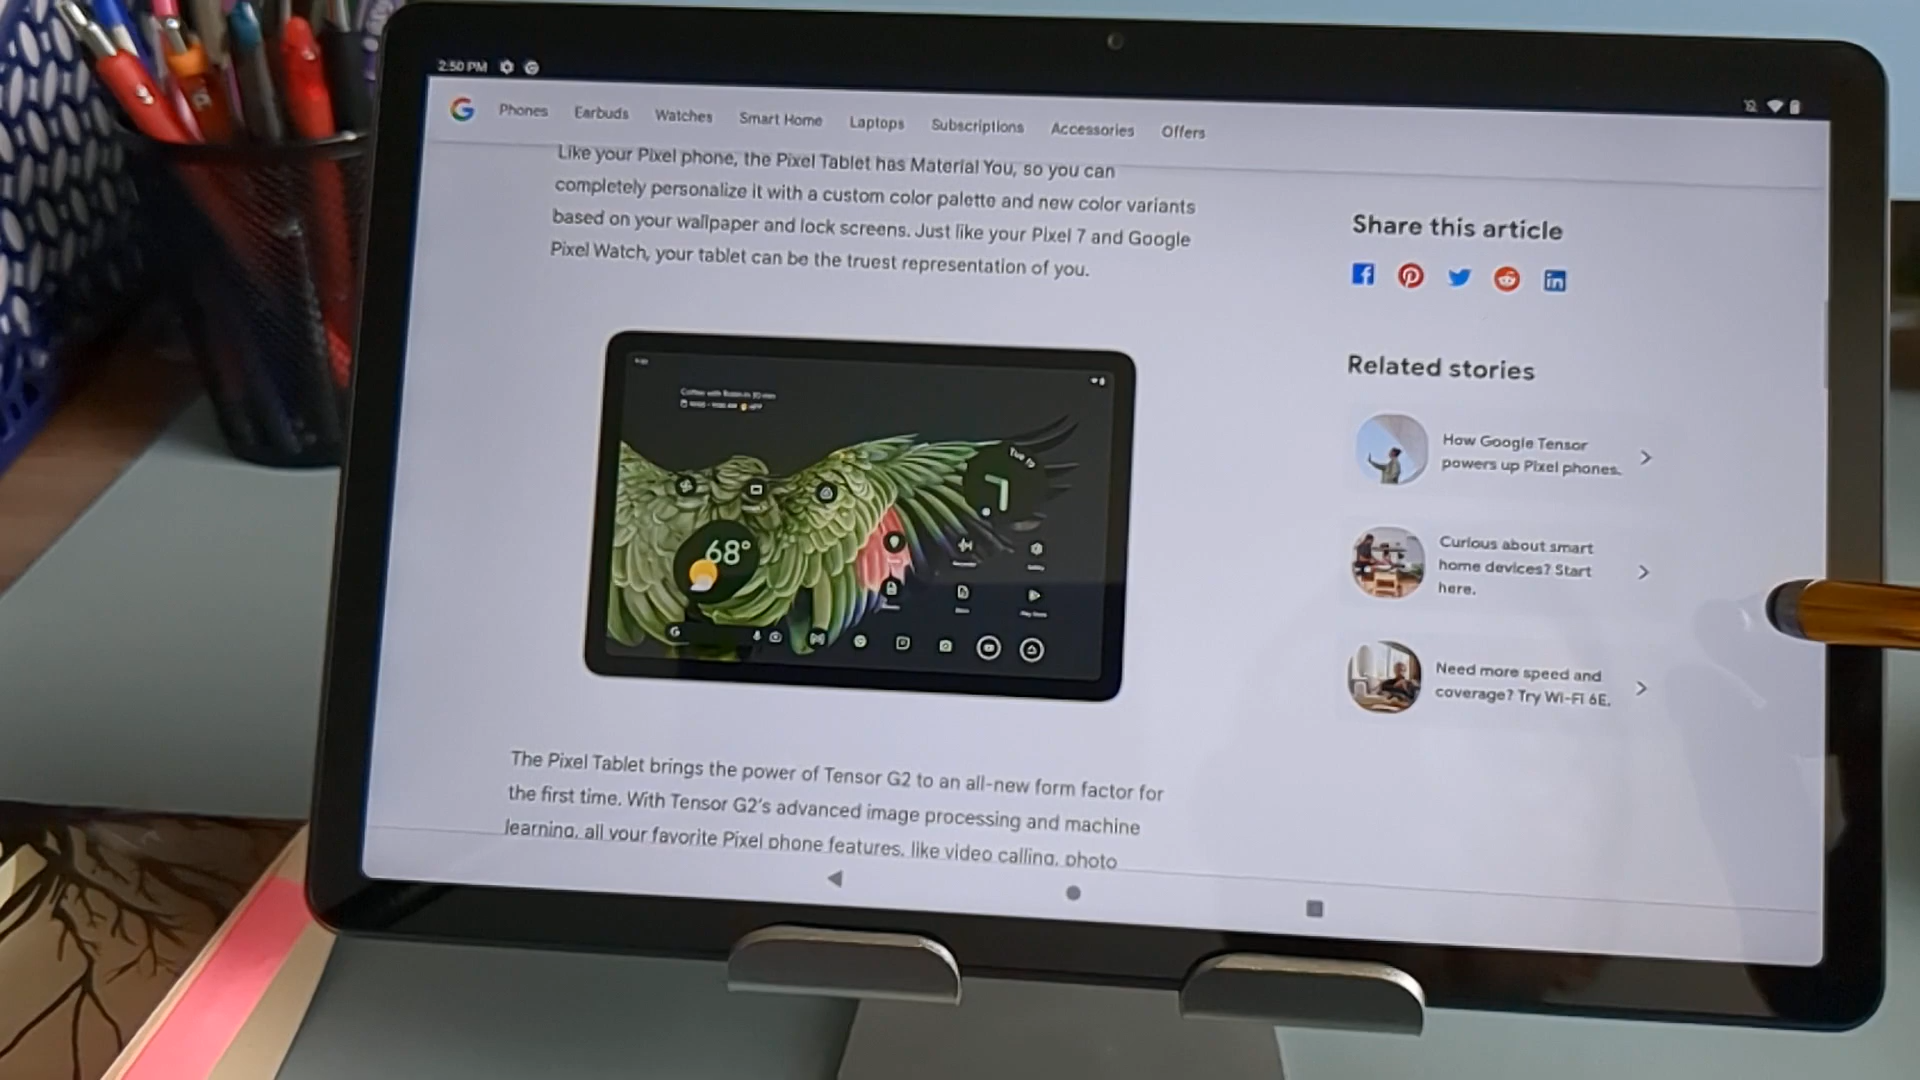 2:50 PM
Phones Earbuds Watches Smart Home Laptops Subscriptions Accessories Offers
Like your Pixel phone, the Pixel Tablet has Material You, so you can
completely personalize it with a custom color palette and new color variants
based on your wallpaper and lock screens. Just like your Pixel 7 and Google
Pixel Watch, your tablet can be the truest representation of you.
68°
The Pixel Tablet brings the power of Tensor G2 to an all-new form factor for
the first time. With Tensor G2's advanced image processing and machine
learning, all your favorite Pixel phone features, like video calling, photo
Share this article
Related stories
How Google Tensor
powers up Pixel phones.
Curious about smart
home devices? Start
here.
Need more speed and
coverage? Try Wi-Fi 6E.